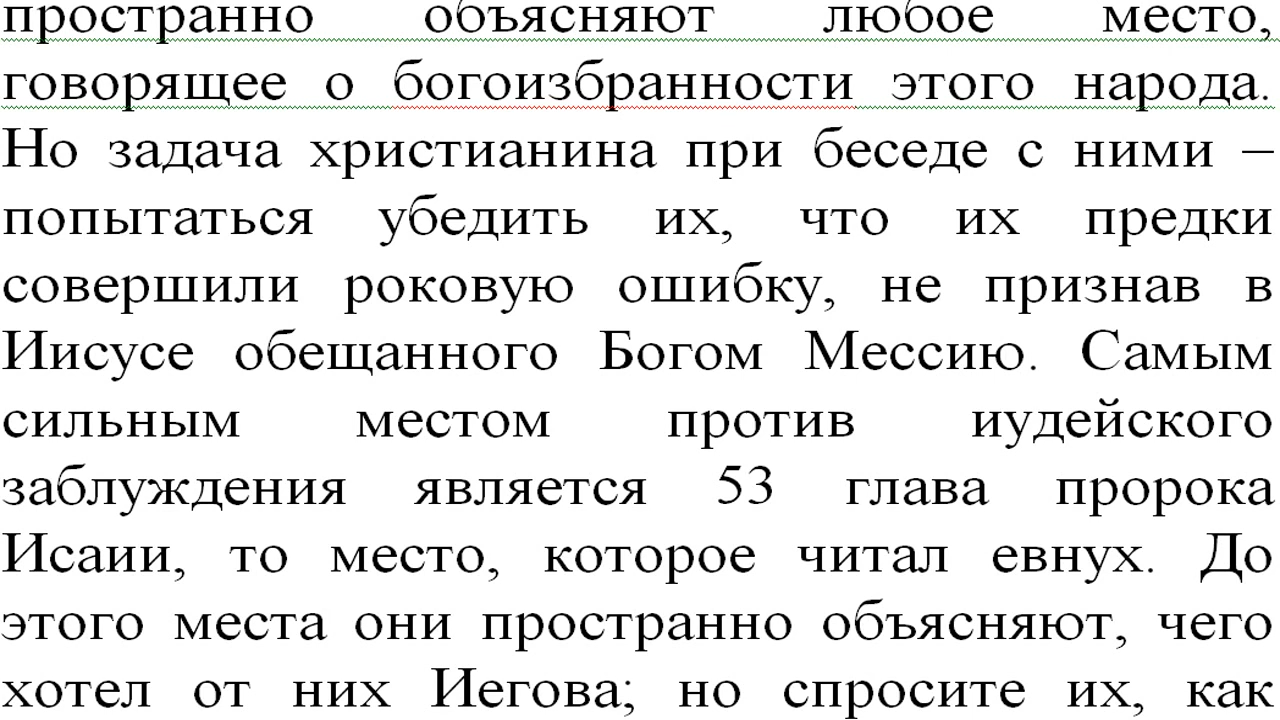 пространно объясняют любое место,
говорящее о богоизбранности этого народа.
Но задача христианина при беседе с ними –
попытаться убедить их, что их предки
совершили роковую ошибку, не признав в
Иисусе обещанного Богом Мессию. Самым
сильным местом против иудейского
заблуждения является 53 глава пророка
Исаии, то место, которое читал евнух. До
этого места они пространно объясняют, чего
хотел от них Иегова; но спросите их, как